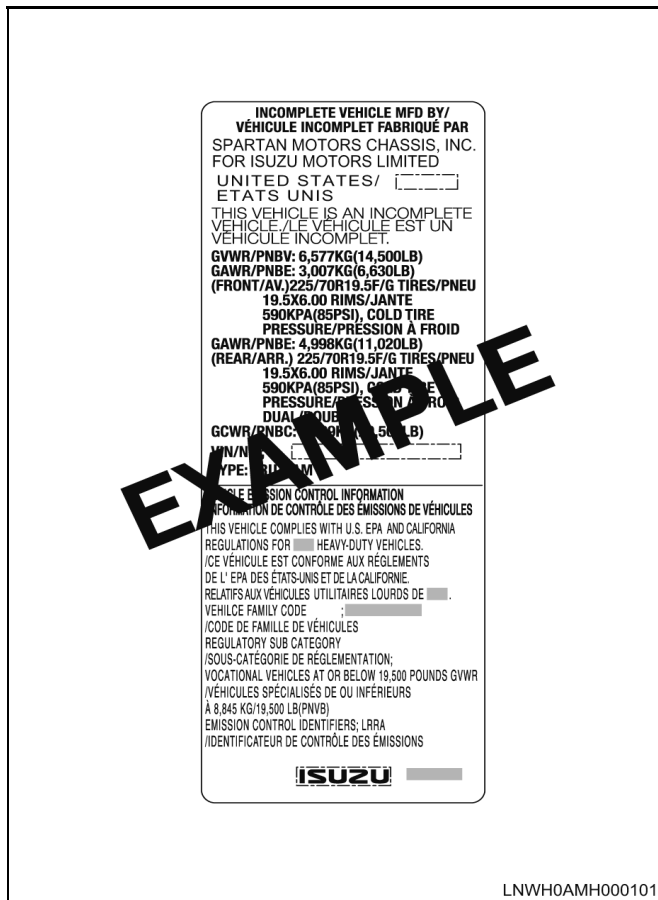 INCOMPLETE VEHICLE MFD BY/
VÉHICULE INCOMPLET FABRIQUÉ PAR
SPARTAN MOTORS CHASSIS, INC.
FOR ISUZU MOTORS LIMITED
UNITED STATES/
ETATS UNIS
THIS VEHICLE IS AN INCOMPLETE
VEHICLE./LE VÉHICULE EST UN
VÉHICULE INCOMPLET.
GVWR/PNBV: 6,577KG(14,500LB)
GAWR/PNBE: 3,007KG(6,630LB)
(FRONT/AV.)225/70R19.5F/G TIRES/PNEU
19.5X6.00 RIMS/JANTE
590KPA(85PSI), COLD TIRE
PRESSURE/PRESSION À FROID
GAWR/PNBE: 4,998KG(11,020LB)
(REAR/ARR.) 225/70R19.5F/G TIRES/PNEU
19.5X6.00 RIMS/JANTE
590KPA(85PSI), COLD TIRE
PRESSURE/PRESSION À FROID
DUAL
GCWR/PNBC:
EXAMPLE
TYPE:
VEHICLE EMISSION CONTROL INFORMATION
INFORMATION DE CONTRÔLE DES ÉMISSIONS DE VÉHICULES
THIS VEHICLE COMPLIES WITH U.S. EPA AND CALIFORNIA
REGULATIONS FOR HEAVY-DUTY VEHICLES.
/CE VÉHICULE EST CONFORME AUX RÉGLEMENTS
DE L' EPA DES ÉTATS-UNIS ET DE LA CALIFORNIE.
RELATIFS AUX VÉHICULES UTILITAIRES LOURDS DE .
VEHILCE FAMILY CODE ;
/CODE DE FAMILLE DE VÉHICULES
REGULATORY SUB CATEGORY
/SOUS-CATÉGORIE DE RÉGLEMENTATION;
VOCATIONAL VEHICLES AT OR BELOW 19,500 POUNDS GVWR
/VÉHICULES SPÉCIALISÉS DE OU INFÉRIEURS
À 8,845 KG/19,500 LB(PNVB)
EMISSION CONTROL IDENTIFIERS; LRRA
/IDENTIFICATEUR DE CONTRÔLE DES ÉMISSIONS
ISUZU
LNWH0AMH000101